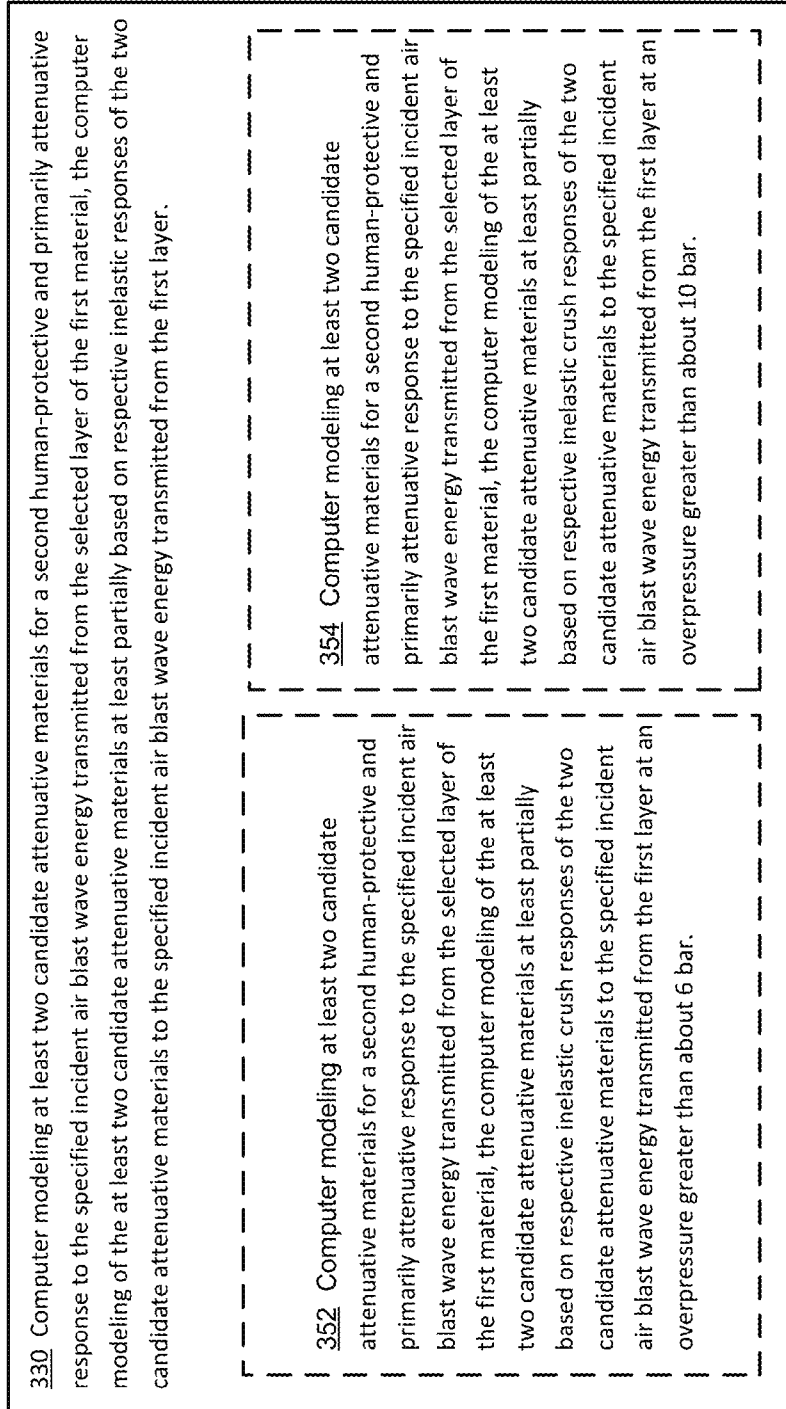 330 Computer modeling at least two candidate attenuative materials for a second human-protective and primarily attenuative
response to the specified incident air blast wave energy transmitted from the selected layer of the first material, the computer
modeling of the at least two candidate attenuative materials at least partially based on respective inelastic responses of the two
candidate attenuative materials to the specified incident air blast wave energy transmitted from the first layer.
352 Computer modeling at least two candidate
attenuative materials for a second human-protective and
primarily attenuative response to the specified incident air
blast wave energy transmitted from the selected layer of
the first material, the computer modeling of the at least
two candidate attenuative materials at least partially
based on respective inelastic crush responses of the two
candidate attenuative materials to the specified incident
air blast wave energy transmitted from the first layer at an
overpressure greater than about 6 bar.
354 Computer modeling at least two candidate
attenuative materials for a second human-protective and
primarily attenuative response to the specified incident air
blast wave energy transmitted from the selected layer of
the first material, the computer modeling of the at least
two candidate attenuative materials at least partially
based on respective inelastic crush responses of the two
candidate attenuative materials to the specified incident
air blast wave energy transmitted from the first layer at an
overpressure greater than about 10 bar.